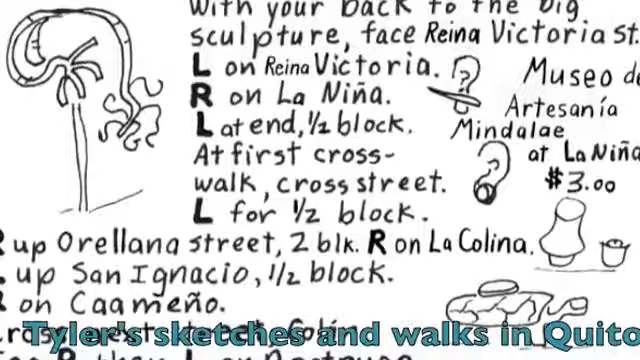 With your back to the big
sculpture, face Reina Victoria st.
L on Reina Victoria.
R on La Niña.
L at end, 1/2 block.
At first cross-
walk, cross street.
L for 1/2 block.
Museo de
Artesanía
Mindalae
at La Niña
$3.00
R up Orellana street, 2 blk. R on La Colina.
L up San Ignacio, 1/2 block.
R on Caameño.
Tyler's sketches and walks in Quito